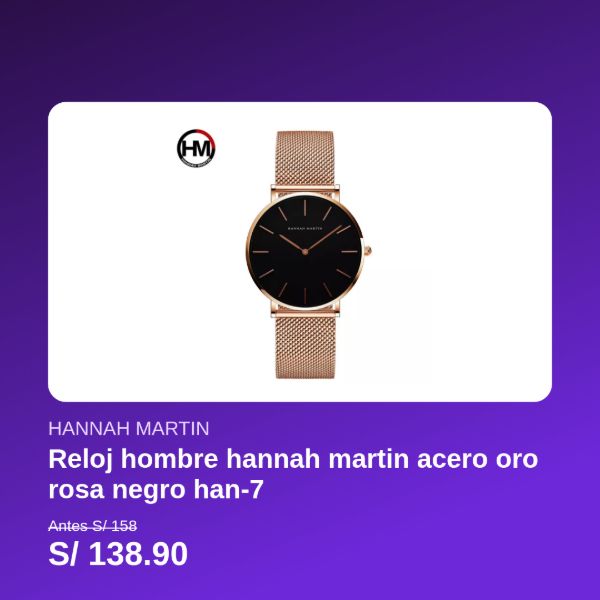 HM
HANNAH MARTIN
HANNAH MARTIN
Reloj hombre hannah martin acero oro
rosa negro han-7
Antes S/ 158
S/ 138.90